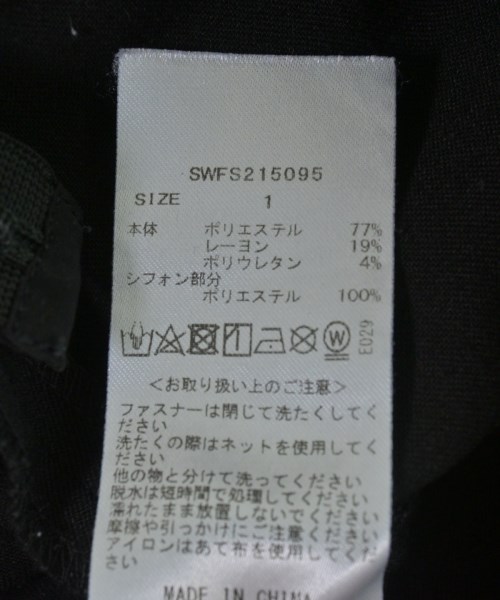 SWFS215095
SIZE 1
本体 ポリエステル 77%
レーヨン 19%
ポリウレタン 4%
シフォン部分
ポリエステル 100%
W E029
<お取り扱い上のご注意>
ファスナーは閉じて洗たくしてく
ださい
洗たくの際はネットを使用してく
ださい
他の物と分けて洗ってください
脱水は短時間で処理してください
濡れたまま放置しないでください
摩擦や引っかけにご注意ください
アイロンはあて布を使用してくだ
さい
MADE IN CHINA